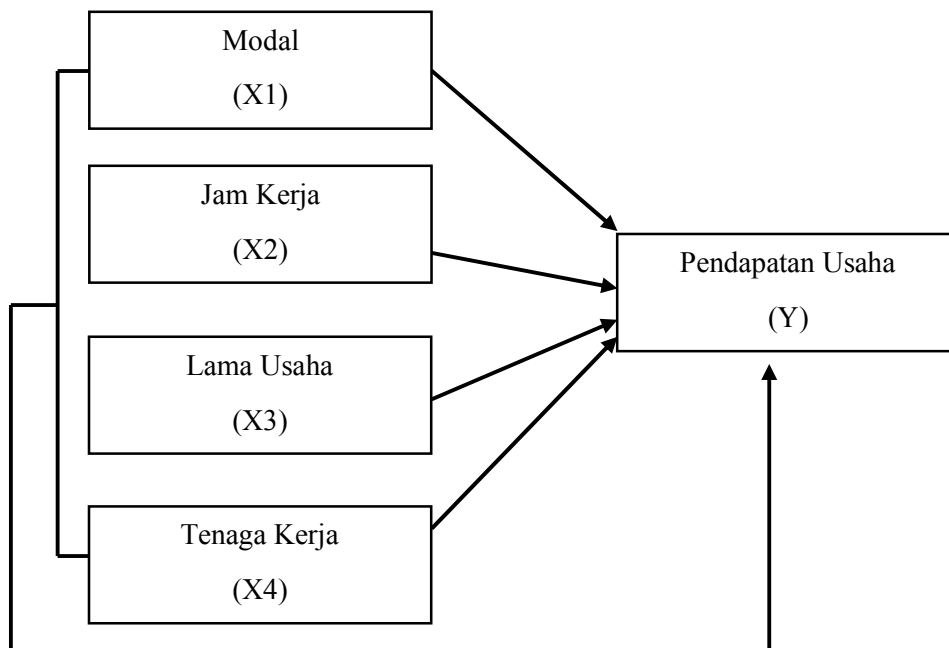 Modal
(X1)
Jam Kerja
(X2)
Lama Usaha
(X3)
Tenaga Kerja
(X4)
Pendapatan Usaha
(Y)